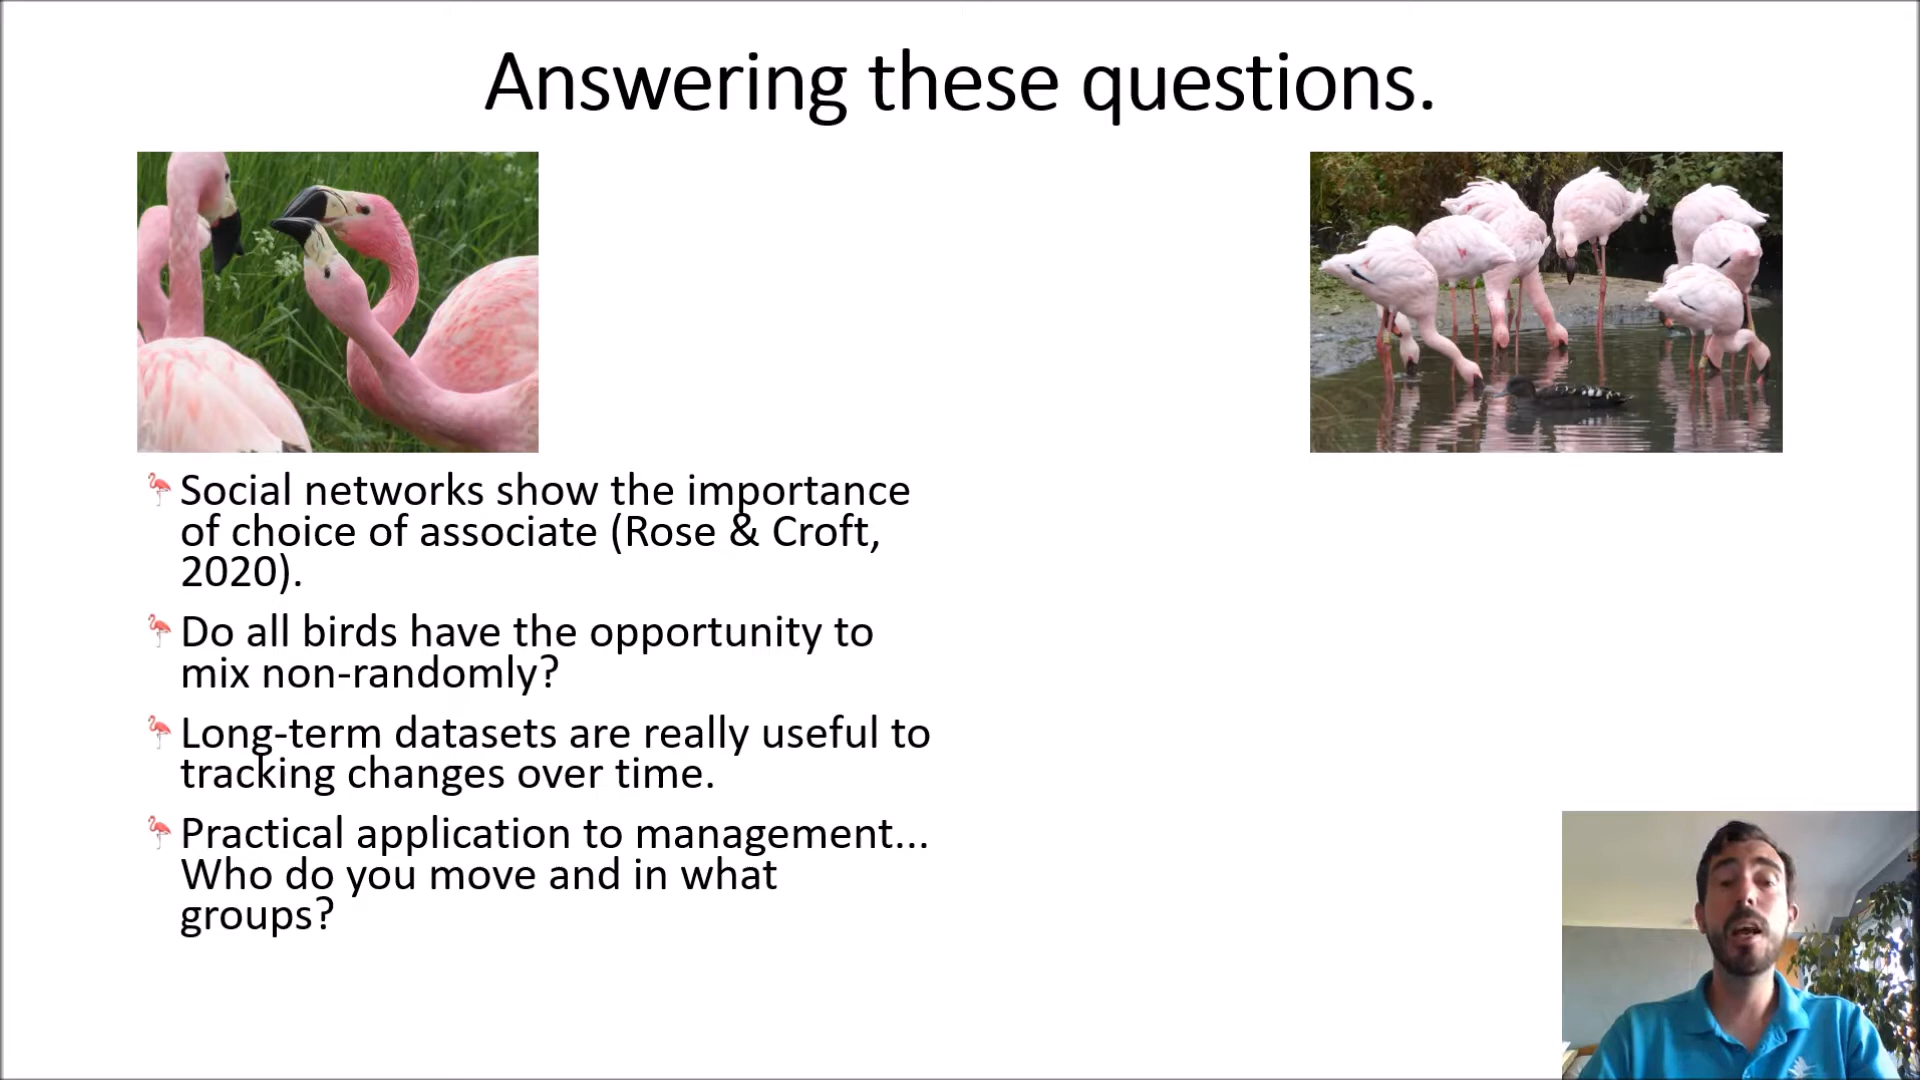 Answering these questions.
Social networks show the importance
of choice of associate (Rose & Croft,
2020).
Do all birds have the opportunity to
mix non-randomly?
Long-term datasets are really useful to
tracking changes over time.
Practical application to management...
Who do you move and in what
groups?